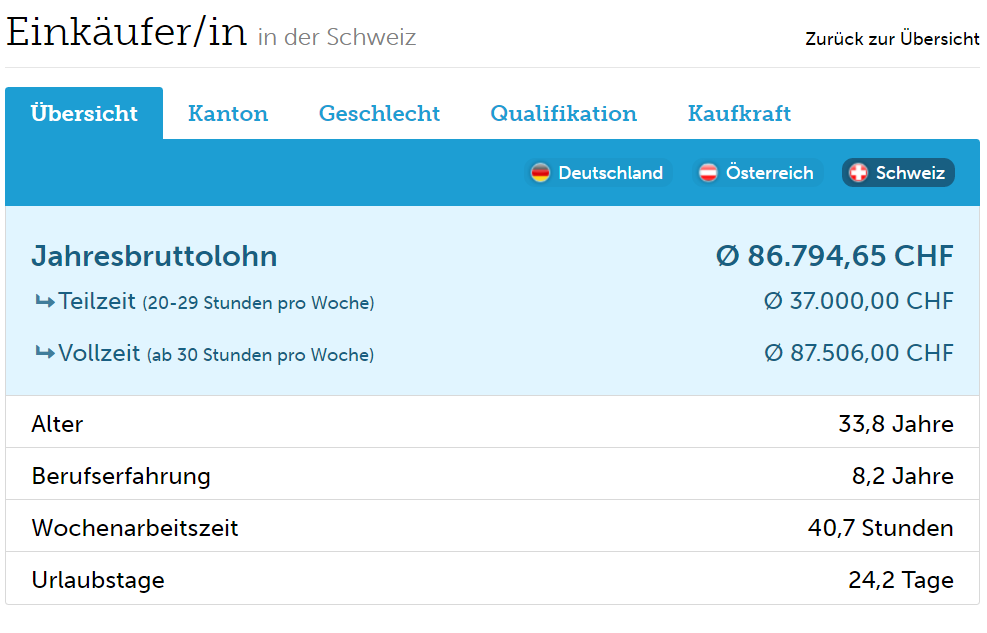 Einkäufer/in in der Schweiz Zurück zur Übersicht
Übersicht Kanton Geschlecht Qualifikation Kaufkraft
Deutschland Österreich Schweiz
Jahresbruttolohn Ø 86.794,65 CHF
Teilzeit (20-29 Stunden pro Woche) Ø 37.000,00 CHF
Vollzeit (ab 30 Stunden pro Woche) Ø 87.506,00 CHF
Alter 33,8 Jahre
Berufserfahrung 8,2 Jahre
Wochenarbeitszeit 40,7 Stunden
Urlaubstage 24,2 Tage